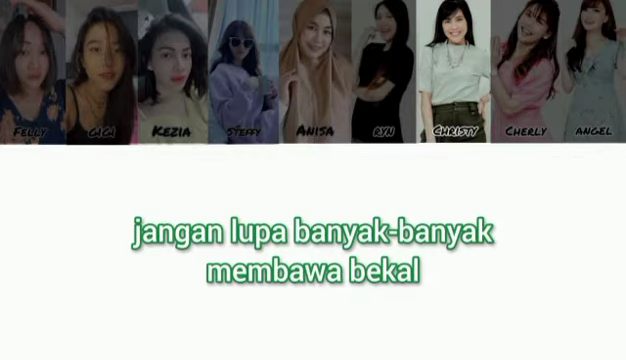 FELLY
GIGI
KEZIA
STEFFY
ANISA
RYN
CHRISTY
CHERLY
ANGEL
jangan lupa banyak-banyak
membawa bekal